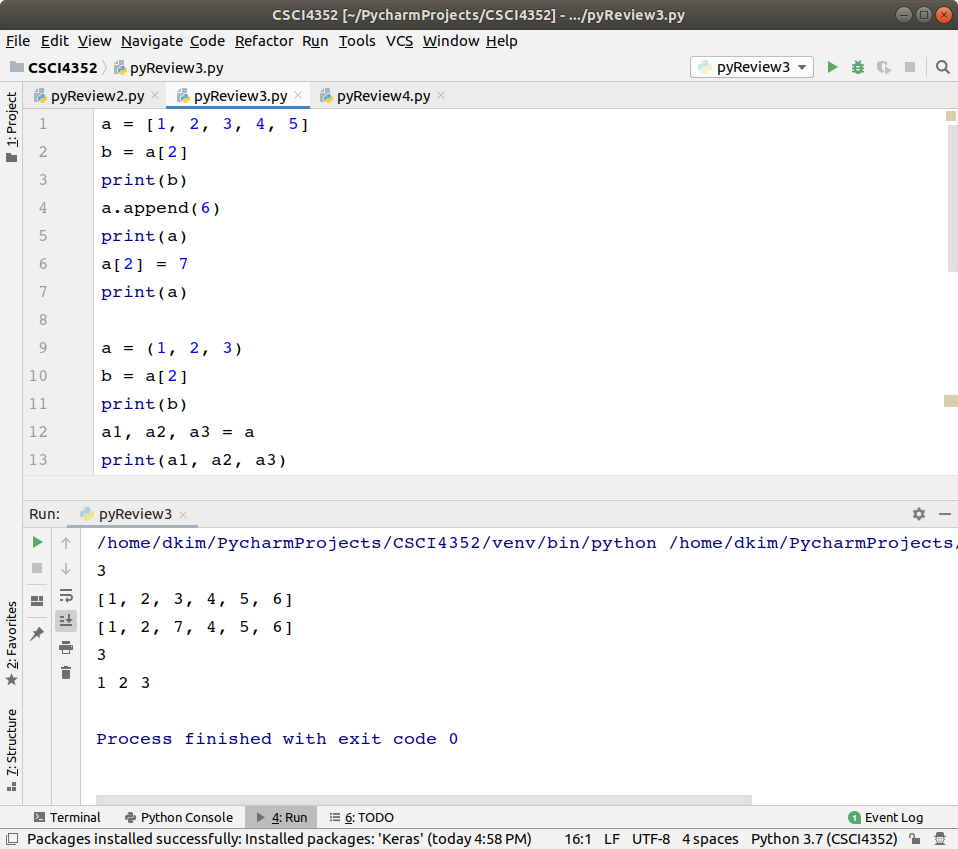 CSCI4352 [~/PycharmProjects/CSCI4352] - .../pyReview3.py
File Edit View Navigate Code Refactor Run Tools VCS Window Help
CSCI4352 pyReview3.py pyReview3
1: Project
pyReview2.py pyReview3.py pyReview4.py
1 a = [1, 2, 3, 4, 5]
2 b = a[2]
3 print(b)
4 a.append(6)
5 print(a)
6 a[2] = 7
7 print(a)
8
9 a = (1, 2, 3)
10 b = a[2]
11 print(b)
12 a1, a2, a3 = a
13 print(a1, a2, a3)
Run: pyReview3
/home/dkim/PycharmProjects/CSCI4352/venv/bin/python /home/dkim/PycharmProjects/
3
[1, 2, 3, 4, 5, 6]
[1, 2, 7, 4, 5, 6]
3
1 2 3
Process finished with exit code 0
2: Favorites
7: Structure
Terminal Python Console 4: Run 6: TODO 1 Event Log
Packages installed successfully: Installed packages: 'Keras' (today 4:58 PM) 16:1 LF UTF-8 4 spaces Python 3.7 (CSCI4352)